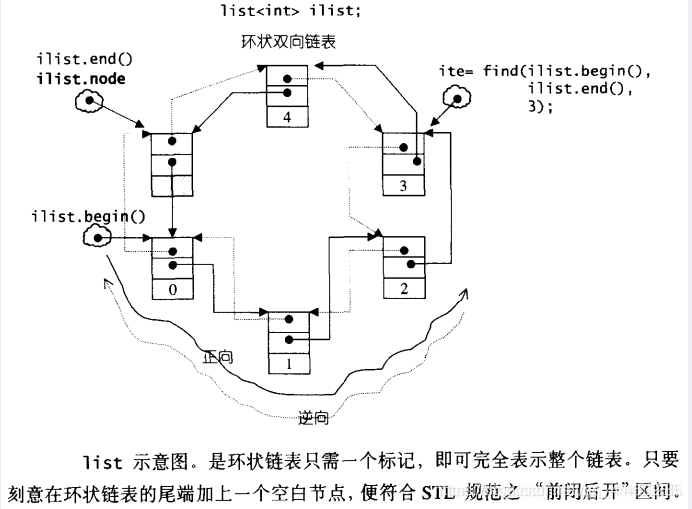 list<int> ilist;
环状双向链表
ilist.end()
ilist.node
ite= find(ilist.begin(),
ilist.end(),
3);
4
3
ilist.begin()
0
2
1
正向
逆向
list 示意图。是环状链表只需一个标记，即可完全表示整个链表。只要
刻意在环状链表的尾端加上一个空白节点，便符合 STL 规范之 “前闭后开” 区间。